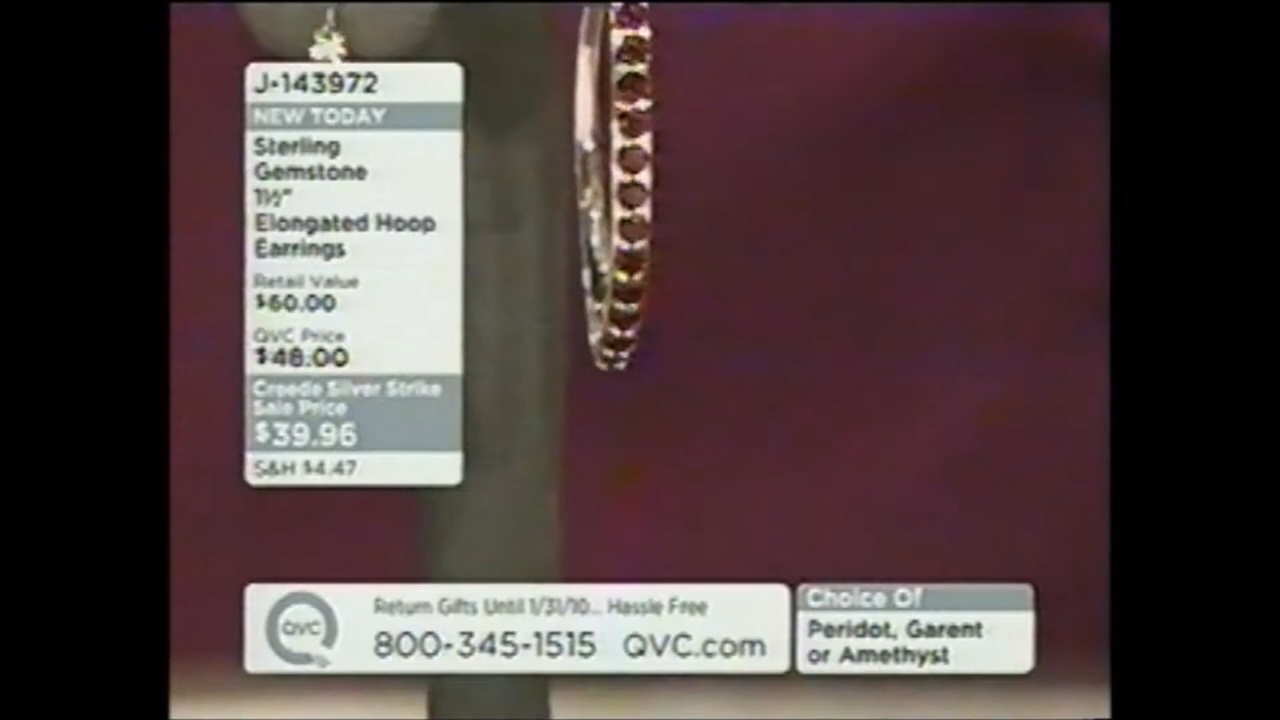 J-143972
NEW TODAY
Sterling
Gemstone
1½"
Elongated Hoop
Earrings
Retail Value
$60.00
QVC Price
$48.00
Creede Silver Strike
Sale Price
$39.96
S&H $4.47
QVC
Return Gifts Until 1/31/10... Hassle Free
800-345-1515 QVC.com
Choice Of
Peridot, Garent
or Amethyst